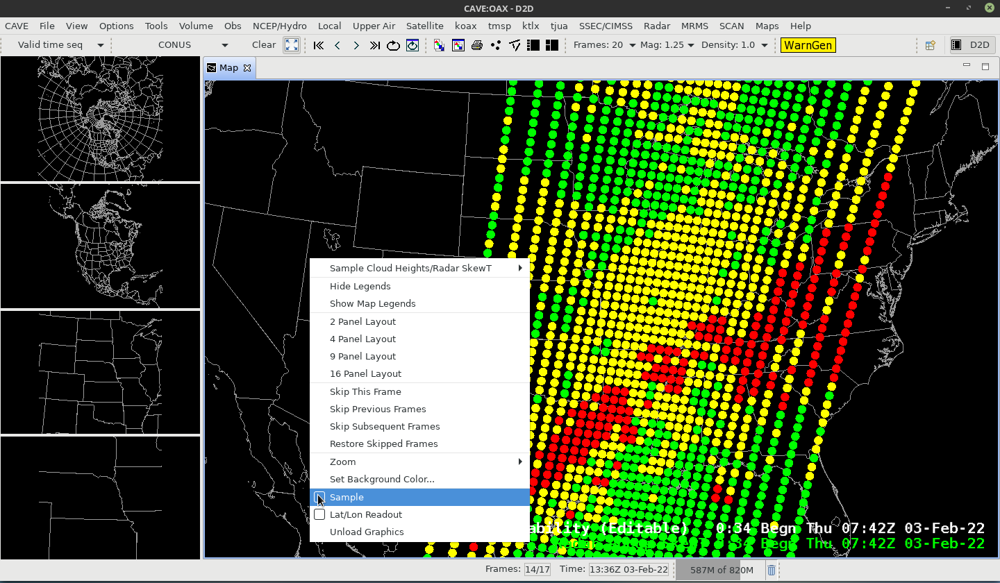 CAVE:OAX - D2D
CAVE File View Options Tools Volume Obs NCEP/Hydro Local Upper Air Satellite koax tmsp ktlx tjua SSEC/CIMSS Radar MRMS SCAN Maps Help
Valid time seq CONUS Clear Frames: 20 Mag: 1.25 Density: 1.0 WarnGen D2D
Map
Sample Cloud Heights/Radar SkewT
Hide Legends
Show Map Legends
2 Panel Layout
4 Panel Layout
9 Panel Layout
16 Panel Layout
Skip This Frame
Skip Previous Frames
Skip Subsequent Frames
Restore Skipped Frames
Zoom
Set Background Color...
Sample
Lat/Lon Readout
Unload Graphics
ability (Editable) 0:34 Begn Thu 07:42Z 03-Feb-22
0:34 Begn Thu 07:42Z 03-Feb-22
Frames: 14/17 Time: 13:36Z 03-Feb-22 587M of 820M